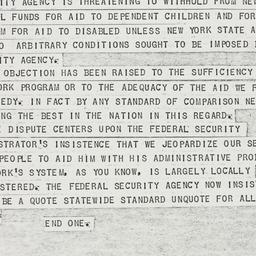 ITY AGENCY IS THREATENING TO WITHHOLD FROM NEW
L FUNDS FOR AID TO DEPENDENT CHILDREN AND FOR
M FOR AID TO DISABLED UNLESS NEW YORK STATE A
O ARBITRARY CONDITIONS SOUGHT TO BE IMPOSED
ITY AGENCY.
OBJECTION HAS BEEN RAISED TO THE SUFFICIENCY
ORK PROGRAM OR TO THE ADEQUACY OF THE AID WE
EDY. IN FACT BY ANY STANDARD OF COMPARISON NE
NG THE BEST IN THE NATION IN THIS REGARD.
DISPUTE CENTERS UPON THE FEDERAL SECURITY
STRATOR'S INSISTENCE THAT WE JEOPARDIZE OUR SE
PEOPLE TO AID HIM WITH HIS ADMINISTRATIVE PRO
RK'S SYSTEM, AS YOU KNOW, IS LARGELY LOCALLY
STERED. THE FEDERAL SECURITY AGENCY NOW INSIS
BE A QUOTE STATEWIDE STANDARD UNQUOTE FOR ALL
END ONE.